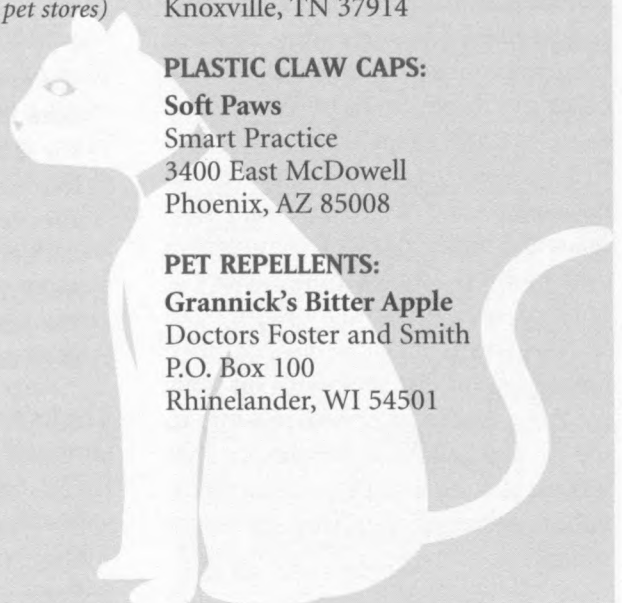 pet stores)
Knoxville, TN 37914
PLASTIC CLAW CAPS:
Soft Paws
Smart Practice
3400 East McDowell
Phoenix, AZ 85008
PET REPELLENTS:
Grannick's Bitter Apple
Doctors Foster and Smith
P.O. Box 100
Rhinelander, WI 54501